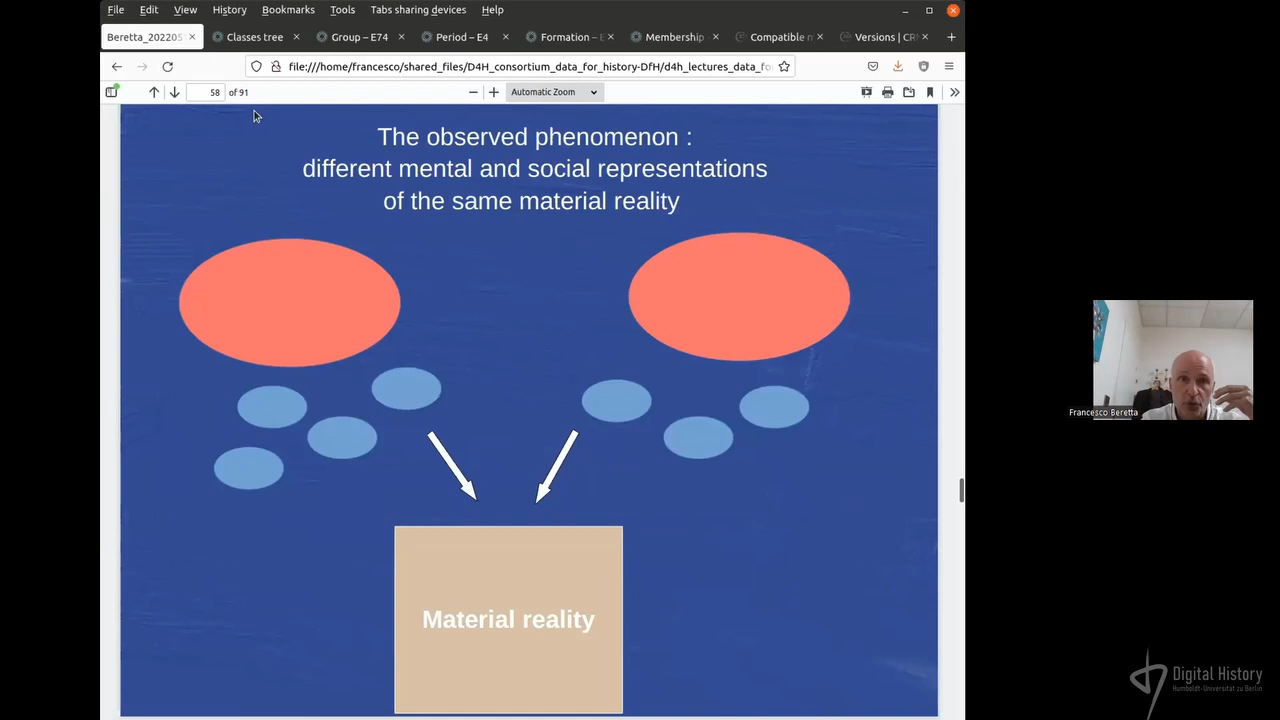 File Edit View History Bookmarks Tools Tabs sharing devices Help
Beretta_202205
Classes tree
Group – E74
Period – E4
Formation –
Membership
Compatible
Versions | CR
file:///home/francesco/shared_files/D4H_consortium_data_for_history-DfH/d4h_lectures_data_fo
58 of 91
Automatic Zoom
The observed phenomenon :
different mental and social representations
of the same material reality
Material reality
Francesco Beretta
Digital History
Humboldt-Universität zu Berlin